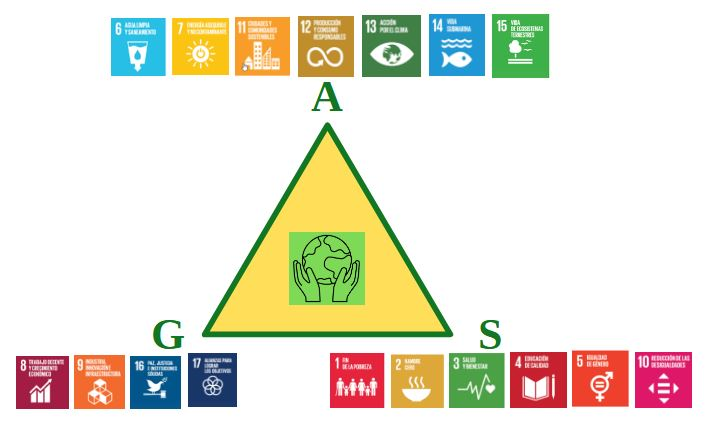 6 AGUA LIMPIA
Y SANEAMIENTO
7 ENERGÍA ASEQUIBLE
Y NO CONTAMINANTE
11 CIUDADES Y
COMUNIDADES
SOSTENIBLES
12 PRODUCCIÓN
Y CONSUMO
RESPONSABLES
13 ACCIÓN
POR EL CLIMA
14 VIDA
SUBMARINA
15 VIDA
DE ECOSISTEMAS
TERRESTRES
A
G
S
8 TRABAJO DECENTE
Y CRECIMIENTO
ECONÓMICO
9 INDUSTRIA,
INNOVACIÓN E
INFRAESTRUCTURA
16 PAZ, JUSTICIA
E INSTITUCIONES
SÓLIDAS
17 ALIANZAS PARA
LOGRAR
LOS OBJETIVOS
1 FIN
DE LA POBREZA
2 HAMBRE
CERO
3 SALUD
Y BIENESTAR
4 EDUCACIÓN
DE CALIDAD
5 IGUALDAD
DE GÉNERO
10 REDUCCIÓN DE LAS
DESIGUALDADES